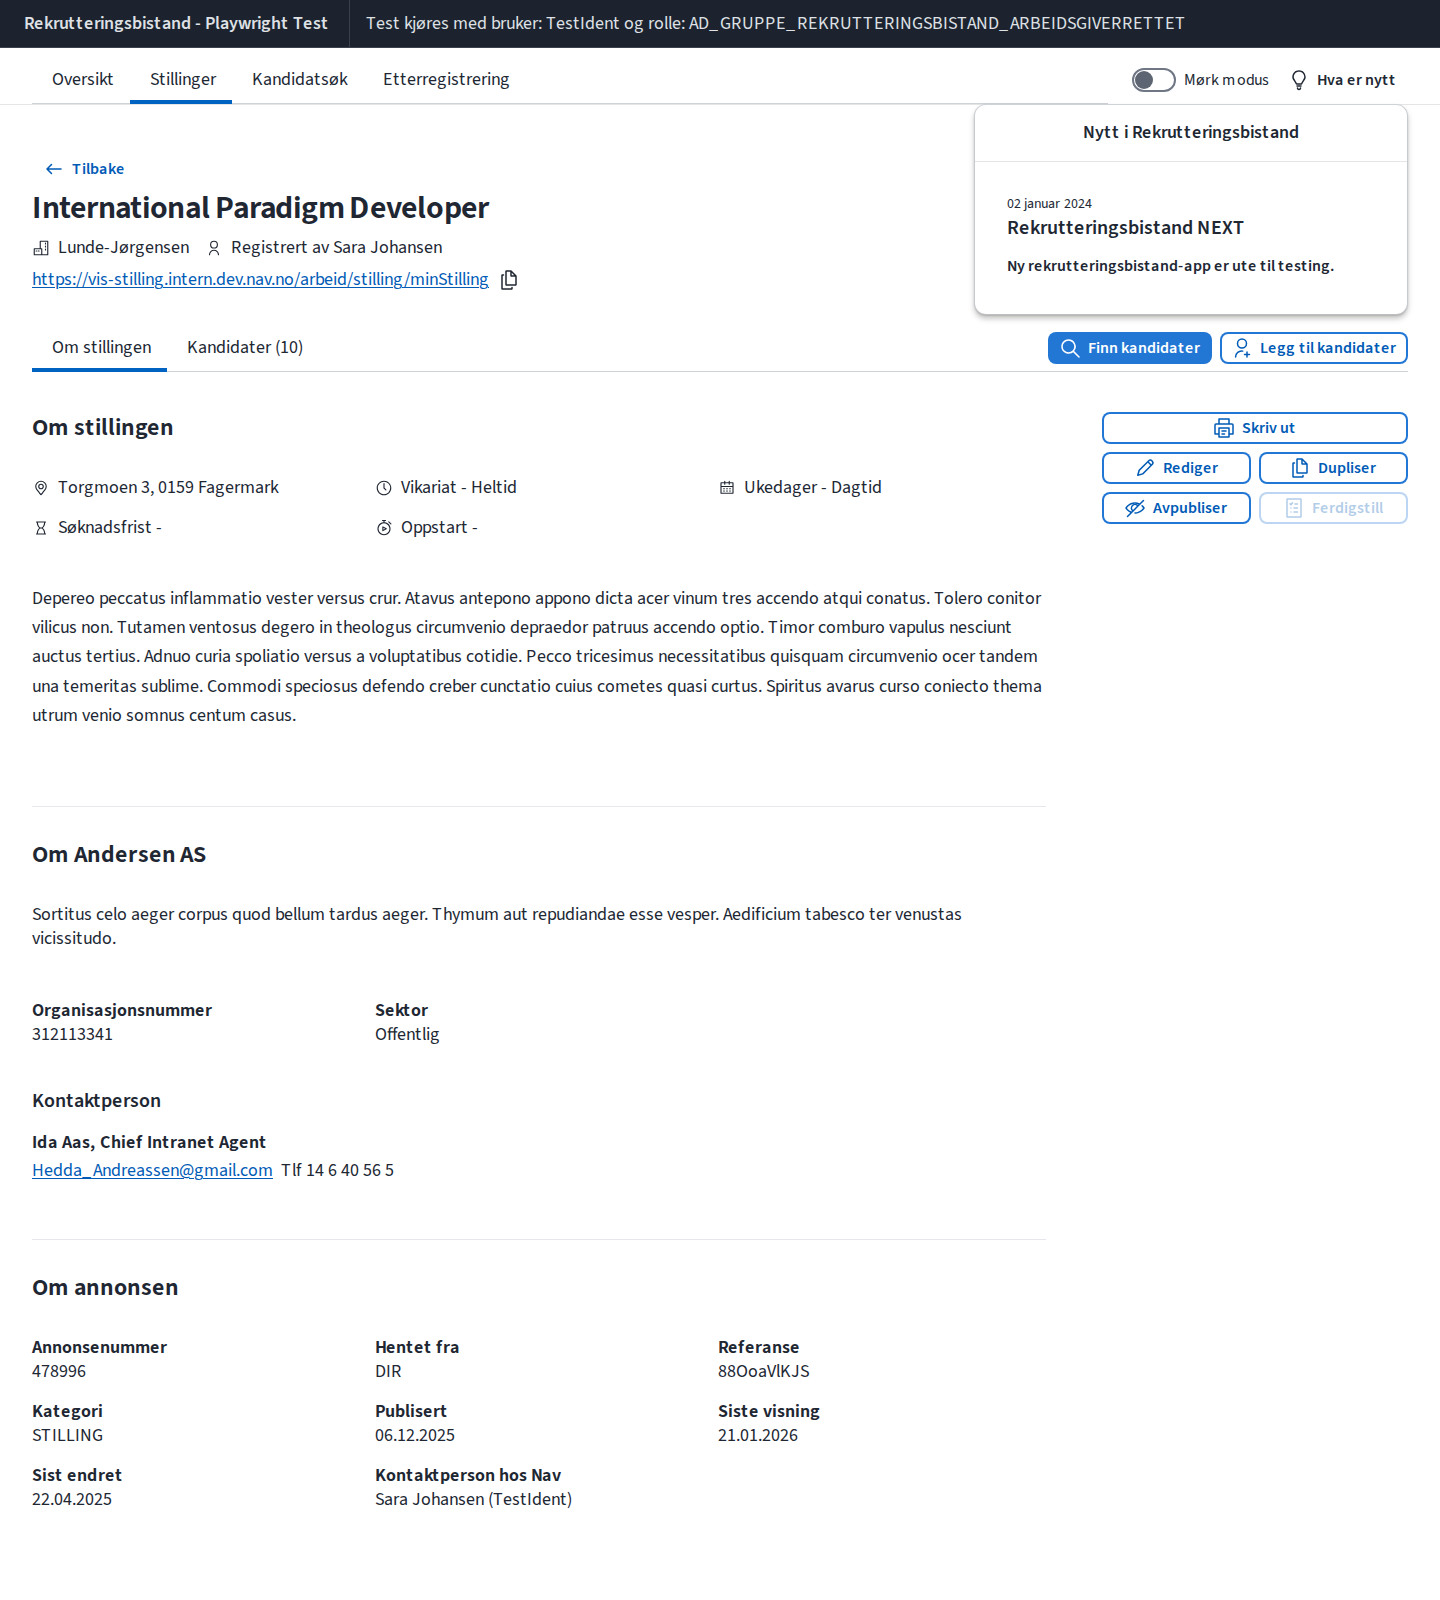 Rekrutteringsbistand - Playwright Test
Test kjøres med bruker: TestIdent og rolle: AD_GRUPPE_REKRUTTERINGSBISTAND_ARBEIDSGIVERRETTET
Oversikt
Stillinger
Kandidatsøk
Etterregistrering
Mørk modus
Hva er nytt
Nytt i Rekrutteringsbistand
02 januar 2024
Rekrutteringsbistand NEXT
Ny rekrutteringsbistand-app er ute til testing.
Tilbake
International Paradigm Developer
Lunde-Jørgensen
Registrert av Sara Johansen
https://vis-stilling.intern.dev.nav.no/arbeid/stilling/minStilling
Om stillingen
Kandidater (10)
Finn kandidater
Legg til kandidater
Om stillingen
Skriv ut
Rediger
Dupliser
Avpubliser
Ferdigstill
Torgmoen 3, 0159 Fagermark
Vikariat - Heltid
Ukedager - Dagtid
Søknadsfrist -
Oppstart -
Depereo peccatus inflammatio vester versus crur. Atavus antepono appono dicta acer vinum tres accendo atqui conatus. Tolero conitor
vilicus non. Tutamen ventosus degero in theologus circumvenio depraedor patruus accendo optio. Timor comburo vapulus nesciunt
auctus tertius. Adnuo curia spoliatio versus a voluptatibus cotidie. Pecco tricesimus necessitatibus quisquam circumvenio ocer tandem
una temeritas sublime. Commodi speciosus defendo creber cunctatio cuius cometes quasi curtus. Spiritus avarus curso coniecto thema
utrum venio somnus centum casus.
Om Andersen AS
Sortitus celo aeger corpus quod bellum tardus aeger. Thymum aut repudiandae esse vesper. Aedificium tabesco ter venustas
vicissitudo.
Organisasjonsnummer
312113341
Sektor
Offentlig
Kontaktperson
Ida Aas, Chief Intranet Agent
Hedda_Andreassen@gmail.com Tlf 14 6 40 56 5
Om annonsen
Annonsenummer
478996
Hentet fra
DIR
Referanse
88OoaVlKJS
Kategori
STILLING
Publisert
06.12.2025
Siste visning
21.01.2026
Sist endret
22.04.2025
Kontaktperson hos Nav
Sara Johansen (TestIdent)